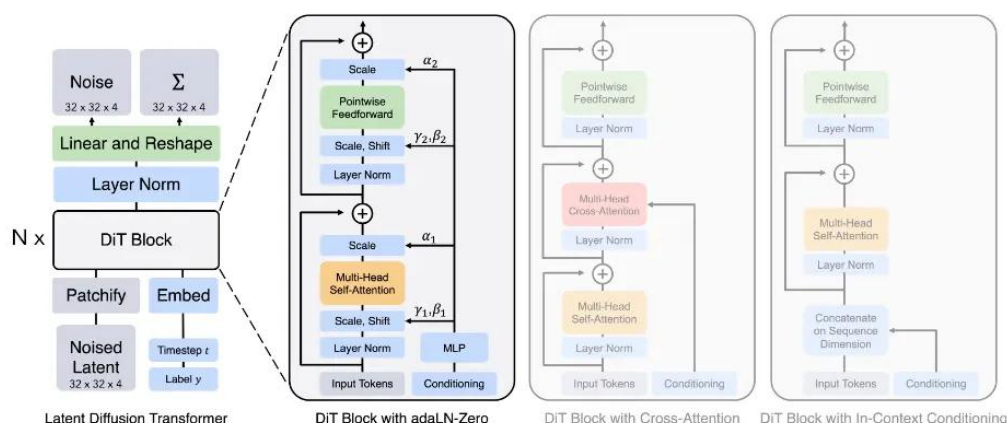 Noise
32 x 32 x 4
Σ
32 x 32 x 4
Linear and Reshape
Layer Norm
N x
DiT Block
Patchify
Embed
Noised
Latent
32 x 32 x 4
Timestep t
Label y
Latent Diffusion Transformer
+
Scale
α₂
Pointwise
Feedforward
Scale, Shift
γ₂,β₂
Layer Norm
+
Scale
α₁
Multi-Head
Self-Attention
Scale, Shift
γ₁,β₁
Layer Norm
MLP
Input Tokens
Conditioning
DiT Block with adaLN-Zero
+
Pointwise
Feedforward
Layer Norm
+
Multi-Head
Cross-Attention
Layer Norm
+
Multi-Head
Self-Attention
Layer Norm
Input Tokens
Conditioning
DiT Block with Cross-Attention
+
Pointwise
Feedforward
Layer Norm
+
Multi-Head
Self-Attention
Layer Norm
Concatenate
on Sequence
Dimension
Input Tokens
Conditioning
DiT Block with In-Context Conditioning